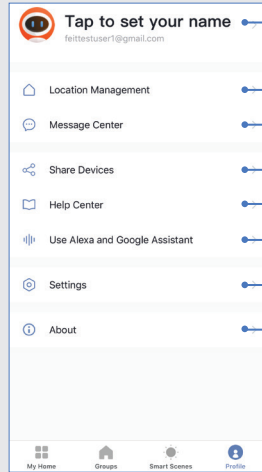 Tap to set your name
feittestuser1@gmail.com
Location Management
Message Center
Share Devices
Help Center
Use Alexa and Google Assistant
Settings
About
My Home Groups Smart Scenes Profile